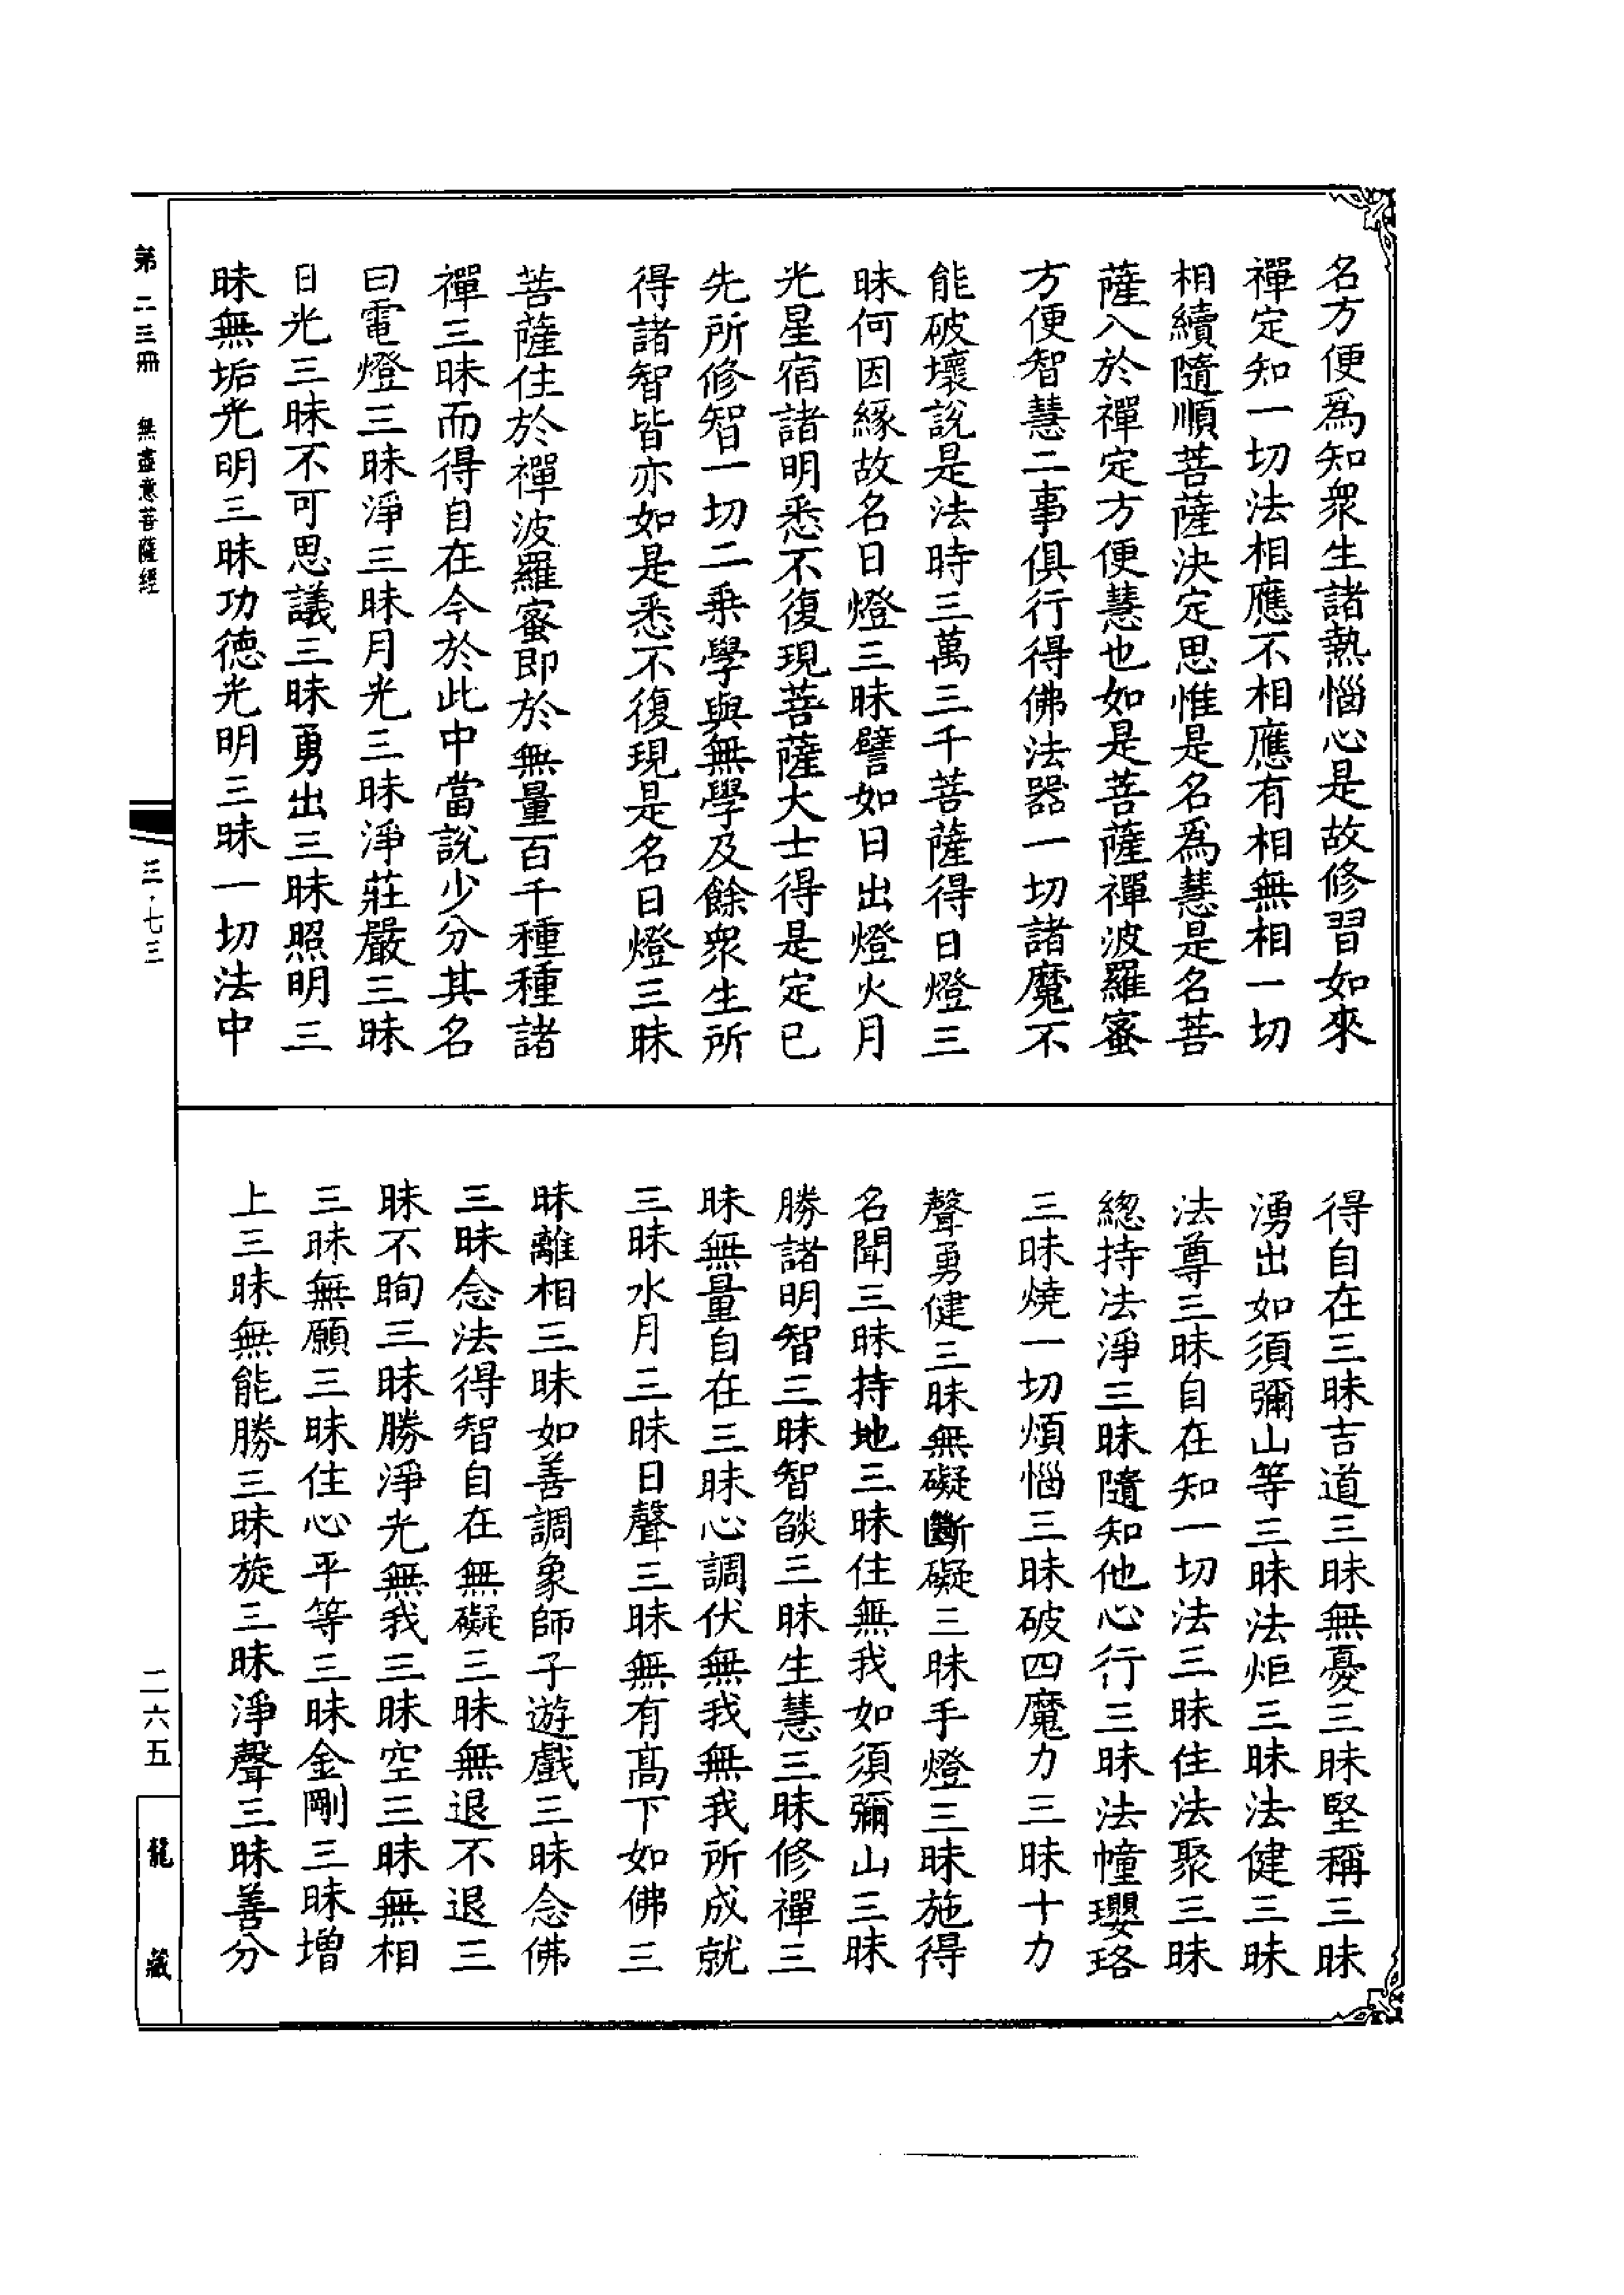 名方便爲知衆生諸熱惱心是故修習如來
禪定知一切法相應不相應有相無相一切
相續隨順菩薩決定思惟是名爲慧是名菩
薩入於禪定方便慧也如是菩薩禪波羅蜜
方便智慧二事俱行得佛法器一切諸魔不
能破壞說是法時三萬三千菩薩得日燈三
昧何因緣故名日燈三昧譬如日出燈火月
光星宿諸明悉不復現菩薩大士得是定已
先所修智一切二乗學與無學及餘衆生所
得諸智皆亦如是悉不復現是名日燈三昧
菩薩住於禪波羅蜜即於無量百千種種諸
禪三昧而得自在今於此中當說少分其名
曰電燈三昧淨三昧月光三昧淨莊嚴三昧
日光三昧不可思議三昧勇出三昧照明三
昧無垢光明三昧功德光明三昧一切法中
得自在三昧吉道三昧無憂三昧堅稱三昧
湧出如須彌山等三昧法炬三昧法健三昧
法尊三昧自在知一切法三昧住法聚三昧
總持法淨三昧隨知他心行三昧法幢瓔珞
三昧燒一切煩惱三昧破四魔力三昧十力
聲勇健三昧無礙斷礙三昧手燈三昧施得
名聞三昧持地三昧住無我如須彌山三昧
勝諸明智三昧智燄三昧生慧三昧修禪三
昧無量自在三昧心調伏無我無我所成就
三昧水月三昧日聲三昧無有髙下如佛三
昧離相三昧如善調象師子遊戲三昧念佛
三昧念法得智自在無礙三昧無退不退三
昧不眴三昧勝淨光無我三昧空三昧無相
三昧無願三昧住心平等三昧金剛三昧增
上三昧無能勝三昧旋三昧淨聲三昧善分
第二三冊 無盡意菩薩經
三·七三
二六五
龍藏